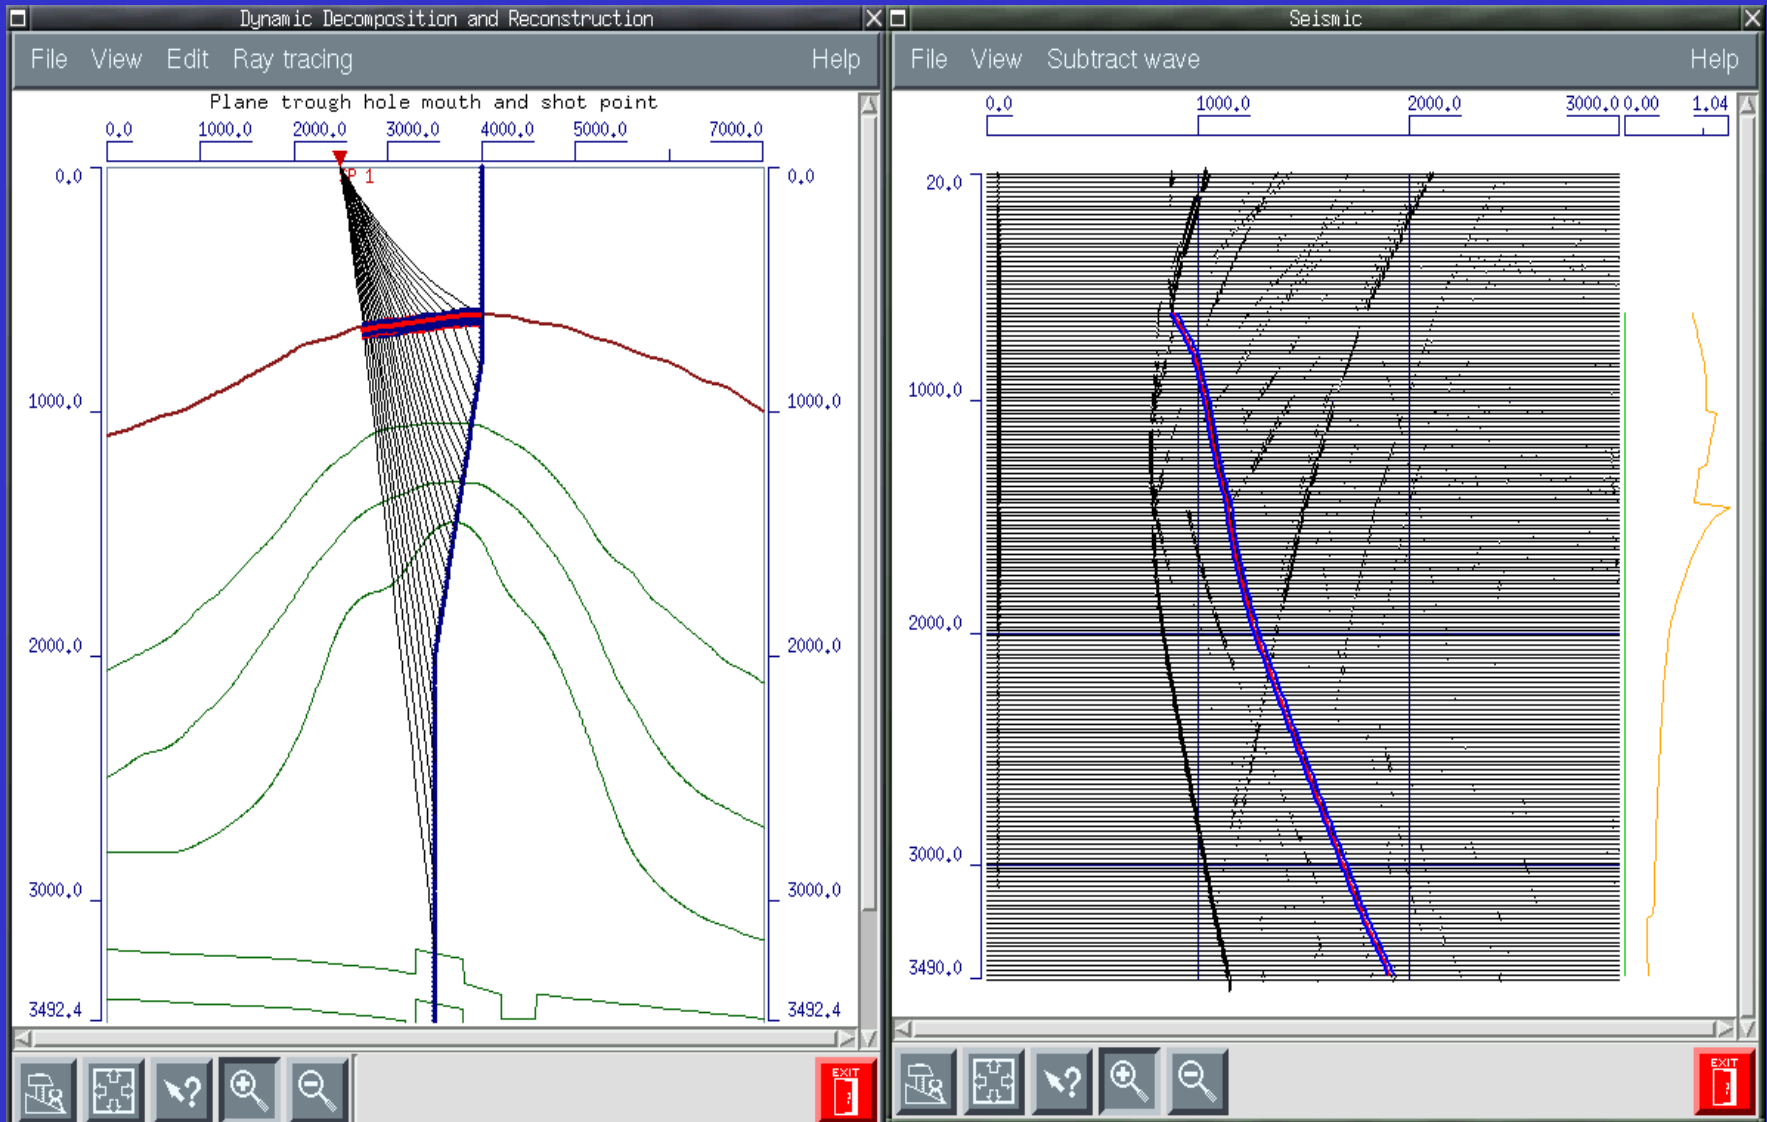 Dynamic Decomposition and Reconstruction
File View Edit Ray tracing Help
Plane trough hole mouth and shot point
0.0 1000.0 2000.0 3000.0 4000.0 5000.0 7000.0
SP 1
0.0 0.0
1000.0 1000.0
2000.0 2000.0
3000.0 3000.0
3492.4 3492.4
EXIT
Seismic
File View Subtract wave Help
0.0 1000.0 2000.0 3000.0 0.00 1.04
20.0
1000.0
2000.0
3000.0
3490.0
EXIT